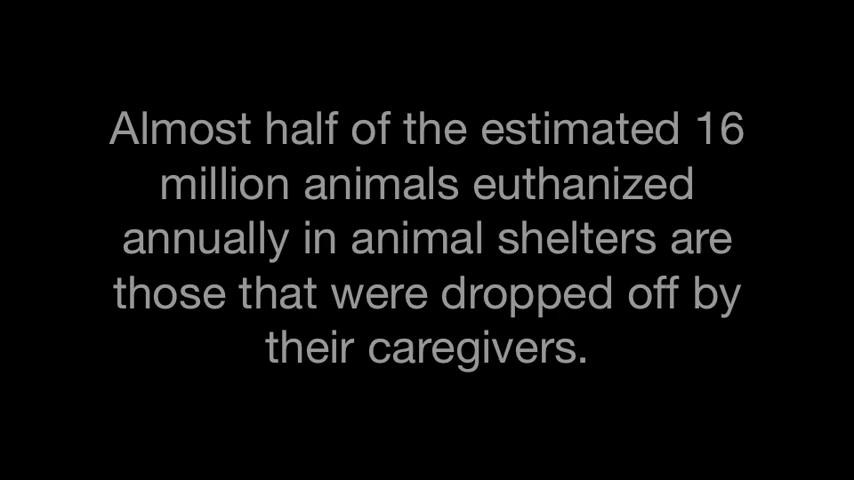 Almost half of the estimated 16
million animals euthanized
annually in animal shelters are
those that were dropped off by
their caregivers.